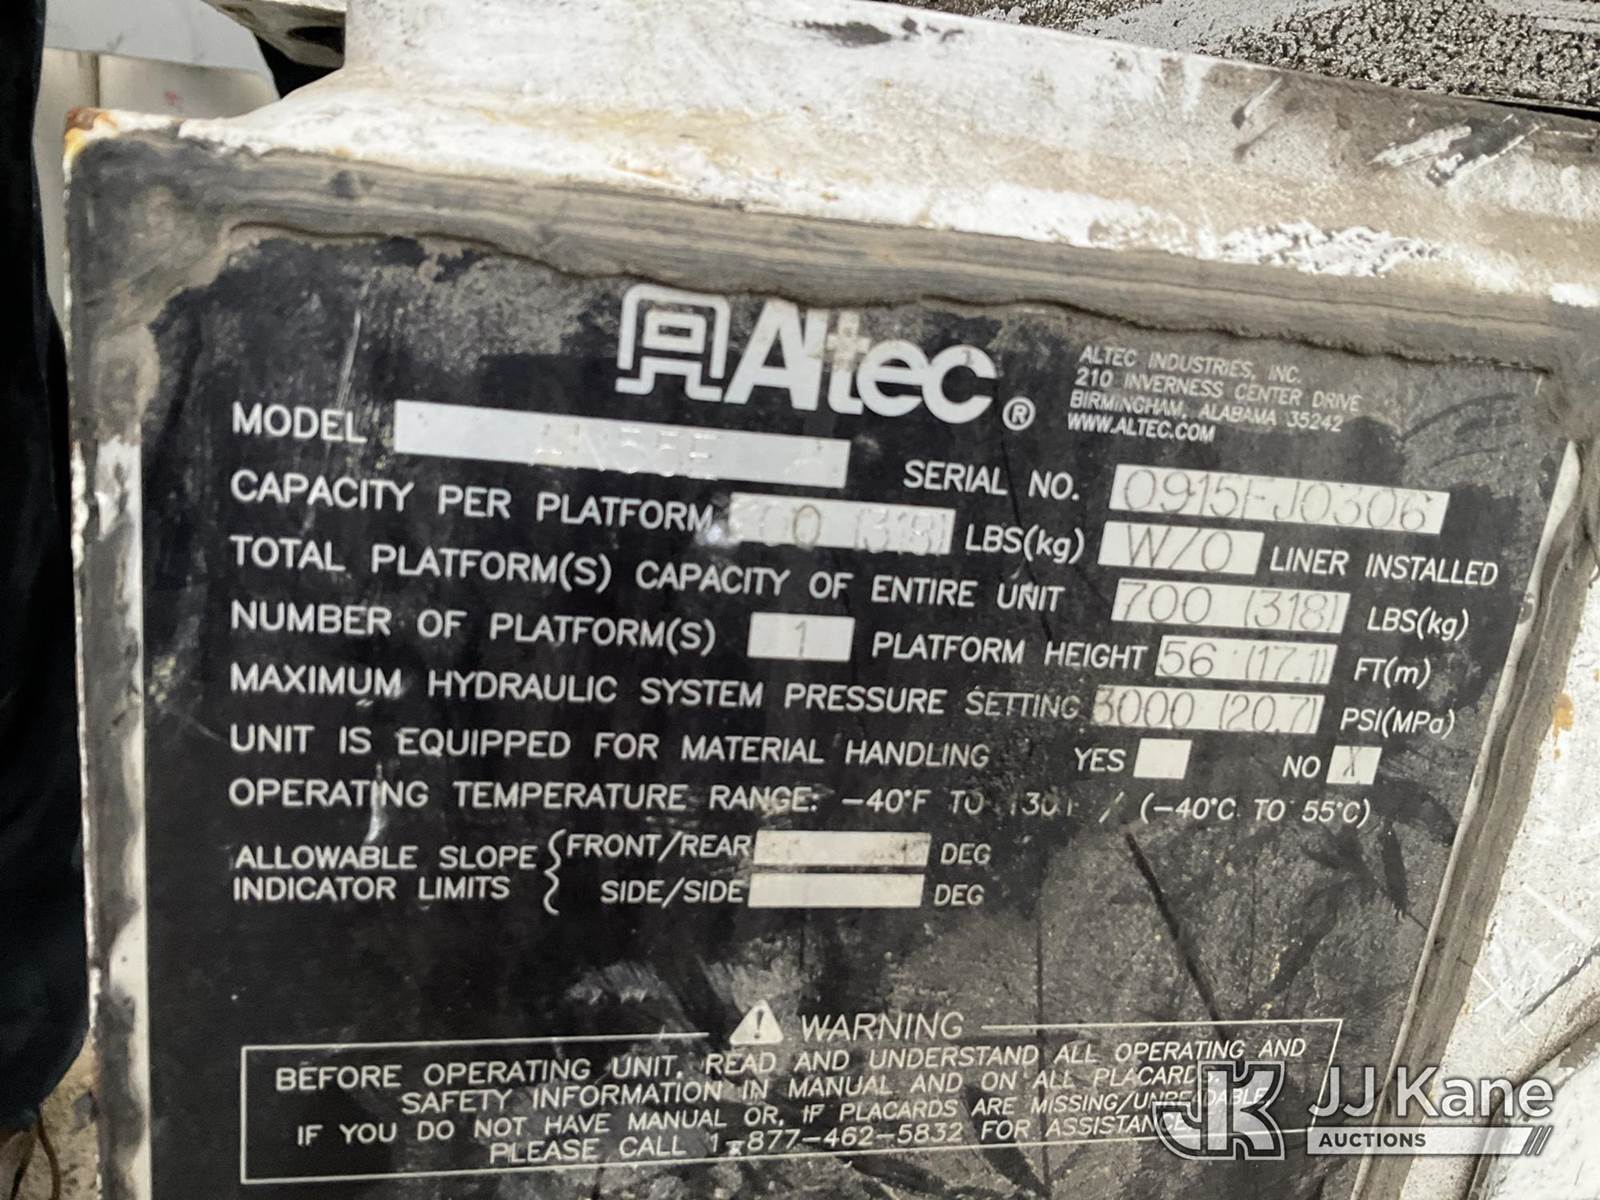 Altec ®
ALTEC INDUSTRIES, INC.
210 INVERNESS CENTER DRIVE
BIRMINGHAM, ALABAMA 35242
WWW.ALTEC.COM
MODEL
SERIAL NO. 0915FJ0306
CAPACITY PER PLATFORM (318) LBS(kg) W/O LINER INSTALLED
TOTAL PLATFORM(S) CAPACITY OF ENTIRE UNIT 700 (318) LBS(kg)
NUMBER OF PLATFORM(S) 1 PLATFORM HEIGHT 56 (17.1) FT(m)
MAXIMUM HYDRAULIC SYSTEM PRESSURE SETTING 3000 (20.7) PSI(MPa)
UNIT IS EQUIPPED FOR MATERIAL HANDLING YES NO X
OPERATING TEMPERATURE RANGE: -40°F TO 130°F / (-40°C TO 55°C)
ALLOWABLE SLOPE INDICATOR LIMITS
FRONT/REAR DEG
SIDE/SIDE DEG
WARNING
BEFORE OPERATING UNIT, READ AND UNDERSTAND ALL OPERATING AND
SAFETY INFORMATION IN MANUAL AND ON ALL PLACARDS.
IF YOU DO NOT HAVE MANUAL OR, IF PLACARDS ARE MISSING/UNREADABLE
PLEASE CALL 1-877-462-5832 FOR ASSISTANCE
JK JJ Kane
AUCTIONS